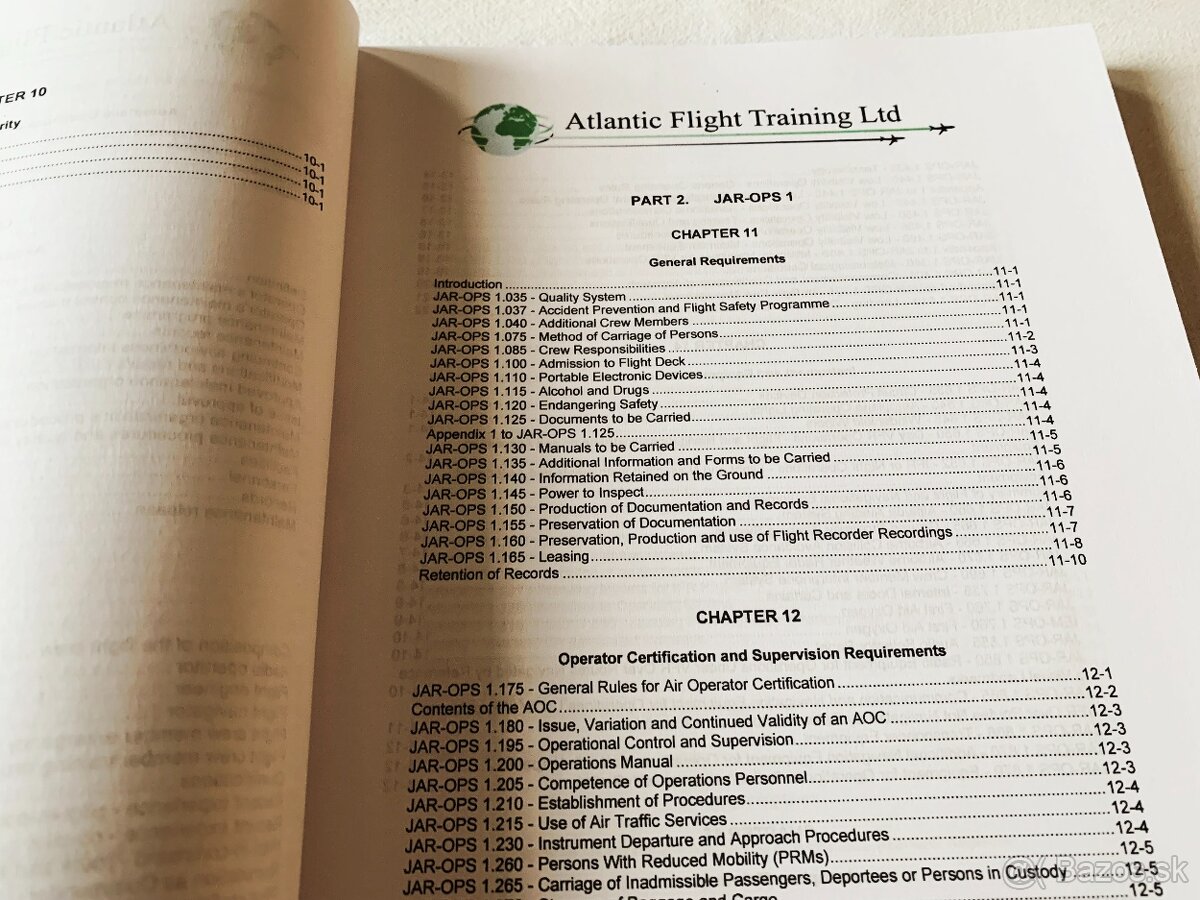 TER 10
rity
10-1
10-1
10-1
10-1
Atlantic Flight Training Ltd
PART 2. JAR-OPS 1
CHAPTER 11
General Requirements
Introduction 11-1
JAR-OPS 1.035 - Quality System 11-1
JAR-OPS 1.037 - Accident Prevention and Flight Safety Programme 11-1
JAR-OPS 1.040 - Additional Crew Members 11-1
JAR-OPS 1.075 - Method of Carriage of Persons 11-1
JAR-OPS 1.085 - Crew Responsibilities 11-2
JAR-OPS 1.100 - Admission to Flight Deck 11-3
JAR-OPS 1.110 - Portable Electronic Devices 11-4
JAR-OPS 1.115 - Alcohol and Drugs 11-4
JAR-OPS 1.120 - Endangering Safety 11-4
JAR-OPS 1.125 - Documents to be Carried 11-4
Appendix 1 to JAR-OPS 1.125 11-4
JAR-OPS 1.130 - Manuals to be Carried 11-5
JAR-OPS 1.135 - Additional Information and Forms to be Carried 11-5
JAR-OPS 1.140 - Information Retained on the Ground 11-6
JAR-OPS 1.145 - Power to Inspect 11-6
JAR-OPS 1.150 - Production of Documentation and Records 11-6
JAR-OPS 1.155 - Preservation of Documentation 11-7
JAR-OPS 1.160 - Preservation, Production and use of Flight Recorder Recordings 11-7
JAR-OPS 1.165 - Leasing 11-8
Retention of Records 11-10
CHAPTER 12
Operator Certification and Supervision Requirements
JAR-OPS 1.175 - General Rules for Air Operator Certification 12-1
Contents of the AOC 12-2
JAR-OPS 1.180 - Issue, Variation and Continued Validity of an AOC 12-3
JAR-OPS 1.195 - Operational Control and Supervision 12-3
JAR-OPS 1.200 - Operations Manual 12-3
JAR-OPS 1.205 - Competence of Operations Personnel 12-3
JAR-OPS 1.210 - Establishment of Procedures 12-4
JAR-OPS 1.215 - Use of Air Traffic Services 12-4
JAR-OPS 1.230 - Instrument Departure and Approach Procedures 12-4
JAR-OPS 1.260 - Persons With Reduced Mobility (PRMs) 12-5
JAR-OPS 1.265 - Carriage of Inadmissible Passengers, Deportees or Persons in Custody 12-5
12-5
Bazos.sk